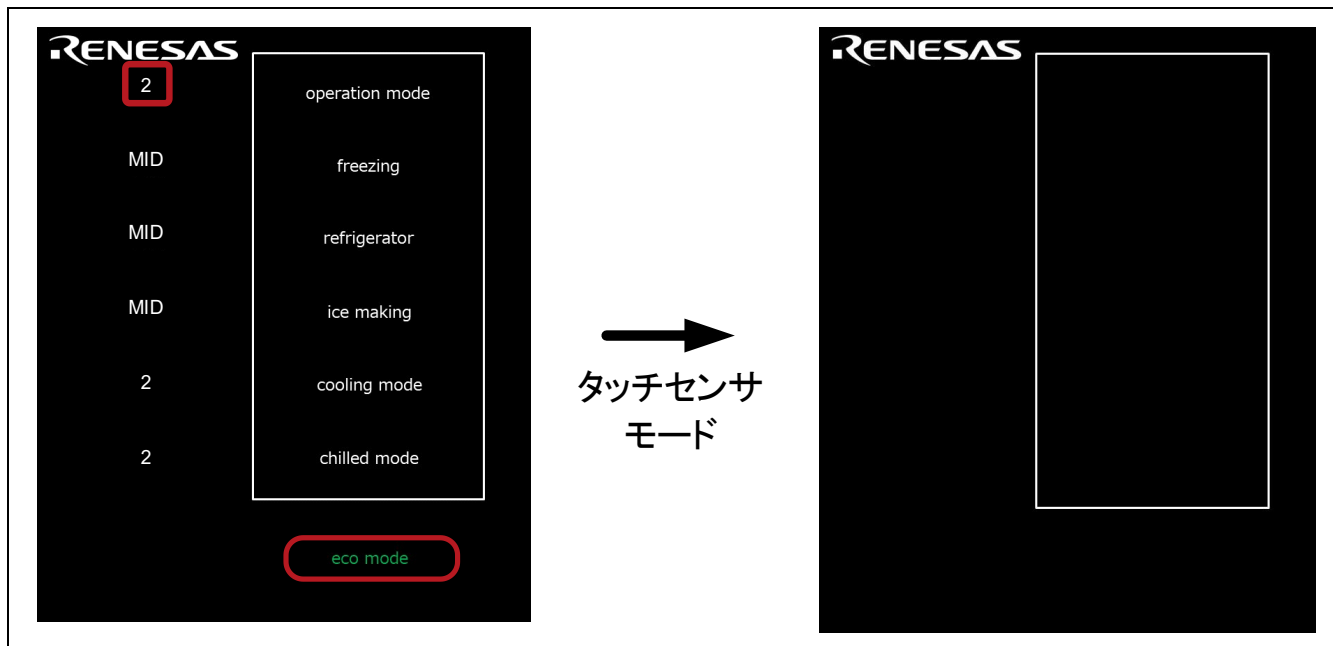 RENESAS
2 operation mode
MID freezing
MID refrigerator
MID ice making
2 cooling mode
2 chilled mode
eco mode
タッチセンサ
モード
RENESAS